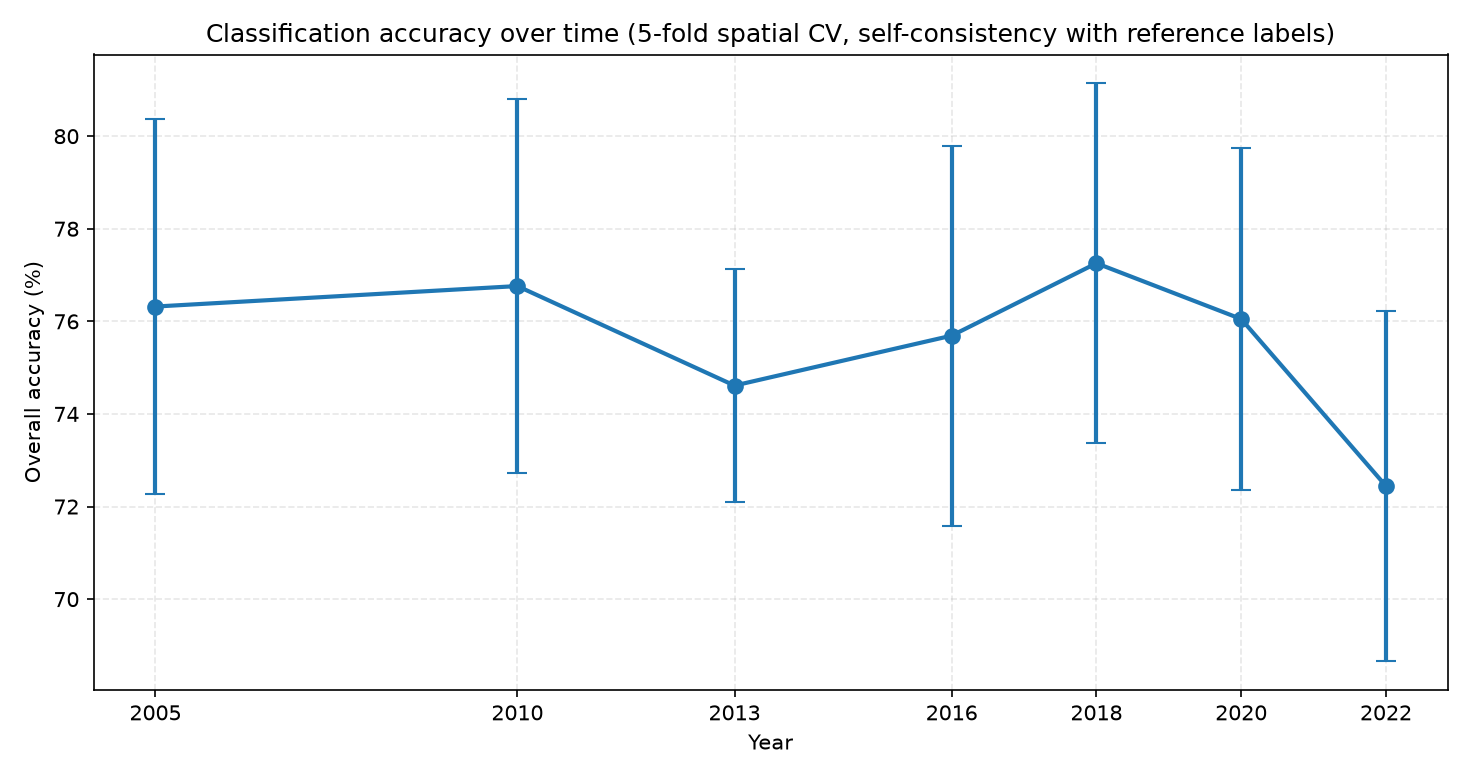 Classification accuracy over time (5-fold spatial CV, self-consistency with reference labels)
Overall accuracy (%)
80
78
76
74
72
70
2005 2010 2013 2016 2018 2020 2022
Year